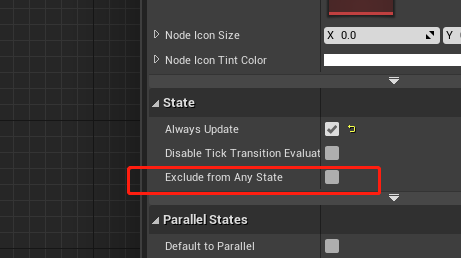 Node Icon Size X 0.0 Y
Node Icon Tint Color
State
Always Update
Disable Tick Transition Evaluat
Exclude from Any State
Parallel States
Default to Parallel